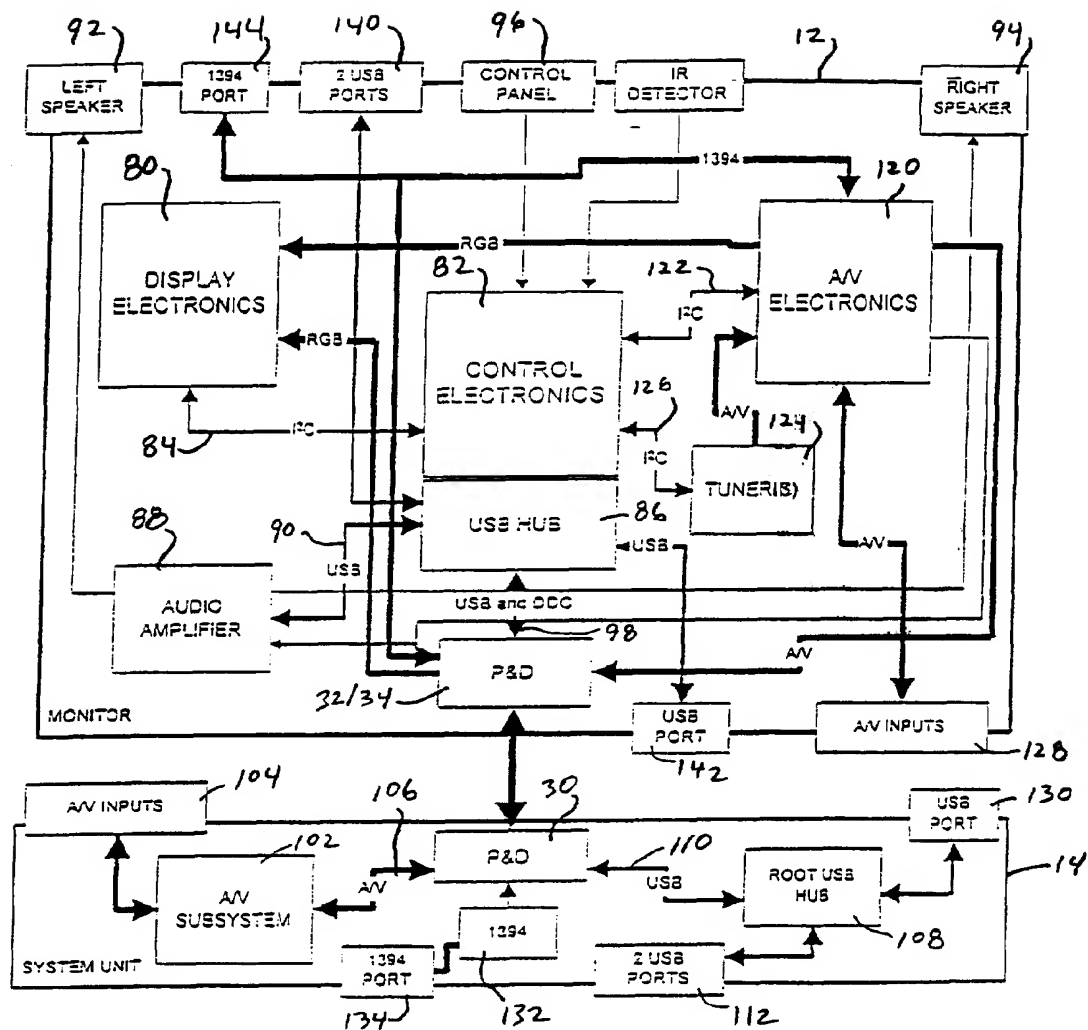 92
144
140
96
12
94
LEFT
SPEAKER
1394
PORT
2 USB
PORTS
CONTROL
PANEL
IR
DETECTOR
RIGHT
SPEAKER
80
1394
120
RGB
DISPLAY
ELECTRONICS
82
122
A/V
ELECTRONICS
I²C
RGB
CONTROL
ELECTRONICS
126
A/V
124
84
I²C
I²C
TUNER(S)
88
90
USB HUB
86
USB
A/V
USB
AUDIO
AMPLIFIER
USB and DDC
98
A/V
P&D
32/34
MONITOR
USB
PORT
142
A/V INPUTS
128
104
A/V INPUTS
106
30
USB
PORT
130
102
P&D
110
A/V
USB
A/V
SUBSYSTEM
ROOT USB
HUB
14
1394
108
SYSTEM UNIT
1394
PORT
2 USB
PORTS
134
132
112